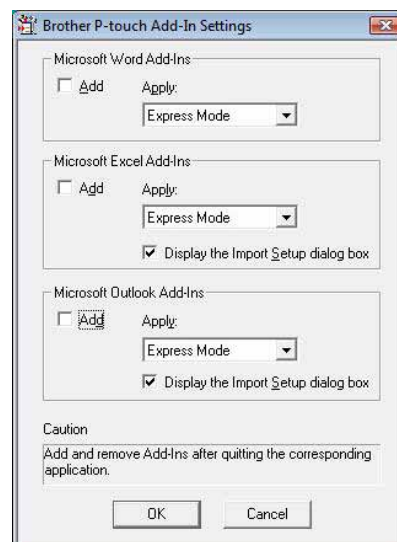 Brother P-touch Add-In Settings
Microsoft Word Add-Ins
Add Apply:
Express Mode
Microsoft Excel Add-Ins
Add Apply:
Express Mode
Display the Import Setup dialog box
Microsoft Outlook Add-Ins
Add Apply:
Express Mode
Display the Import Setup dialog box
Caution
Add and remove Add-Ins after quitting the corresponding
application.
OK Cancel